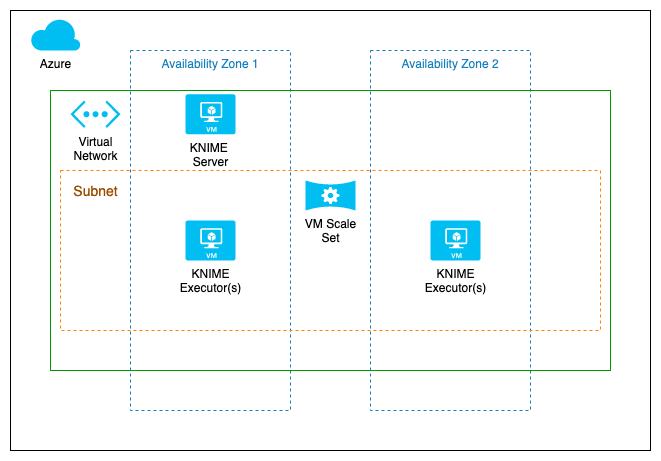 Azure
Availability Zone 1
Availability Zone 2
Virtual
Network
VM
KNIME
Server
Subnet
VM Scale
Set
VM
KNIME
Executor(s)
VM
KNIME
Executor(s)